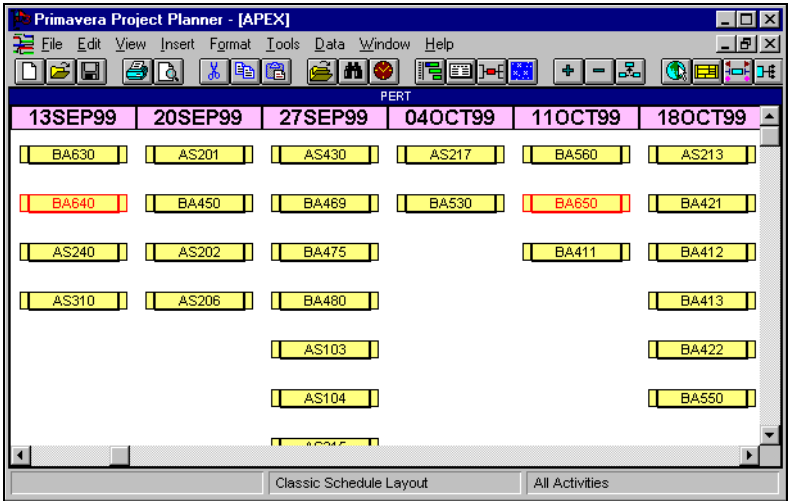 Primavera Project Planner - [APEX]
File Edit View Insert Format Tools Data Window Help
PERT
13SEP99 20SEP99 27SEP99 04OCT99 11OCT99 18OCT99
BA630 AS201 AS430 AS217 BA560 AS213
BA640 BA450 BA469 BA530 BA650 BA421
AS240 AS202 BA475 BA411 BA412
AS310 AS206 BA480 BA413
AS103 BA422
AS104 BA550
Classic Schedule Layout All Activities